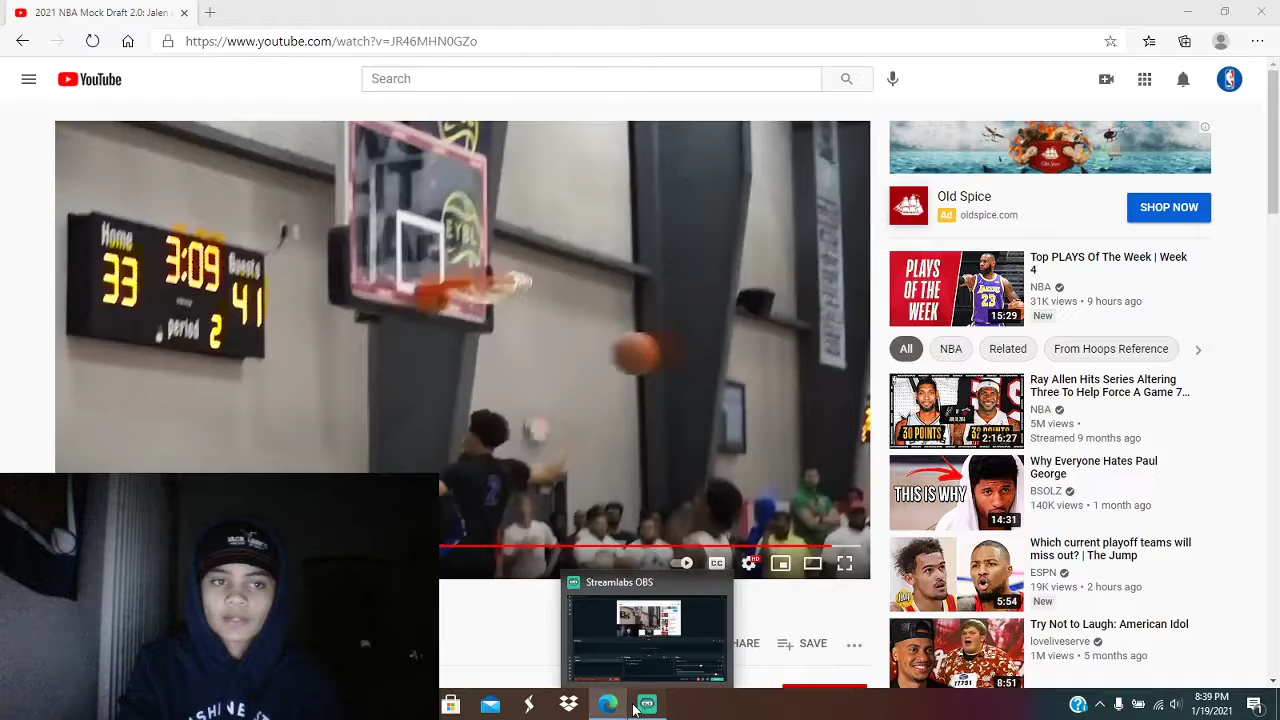 2021 NBA Mock Draft 2.0: Jalen
https://www.youtube.com/watch?v=JR46MHN0GZo
YouTube
Search
Home
33
3:09
41
period
2
Old Spice
Ad oldspice.com
SHOP NOW
PLAYS
OF THE
WEEK
15:29
Top PLAYS Of The Week | Week
4
NBA
31K views • 9 hours ago
New
All
NBA
Related
From Hoops Reference
30 POINTS
2:16:27
Ray Allen Hits Series Altering
Three To Help Force A Game 7...
NBA
5M views •
Streamed 9 months ago
THIS IS WHY
14:31
Why Everyone Hates Paul
George
BSOLZ
140K views • 1 month ago
5:54
Which current playoff teams will
miss out? | The Jump
ESPN
19K views • 2 hours ago
New
8:51
Try Not to Laugh: American Idol
loveliveserve
1M views • 5 months ago
CC
HD
Streamlabs OBS
HARE
SAVE
8:39 PM
1/19/2021